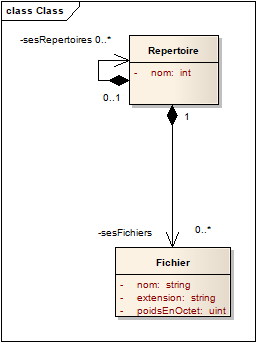 class Class
-sesRepertoires 0..*
Repertoire
- nom: int
0..1
1
-sesFichiers
0..*
Fichier
- nom: string
- extension: string
- poidsEnOctet: uint